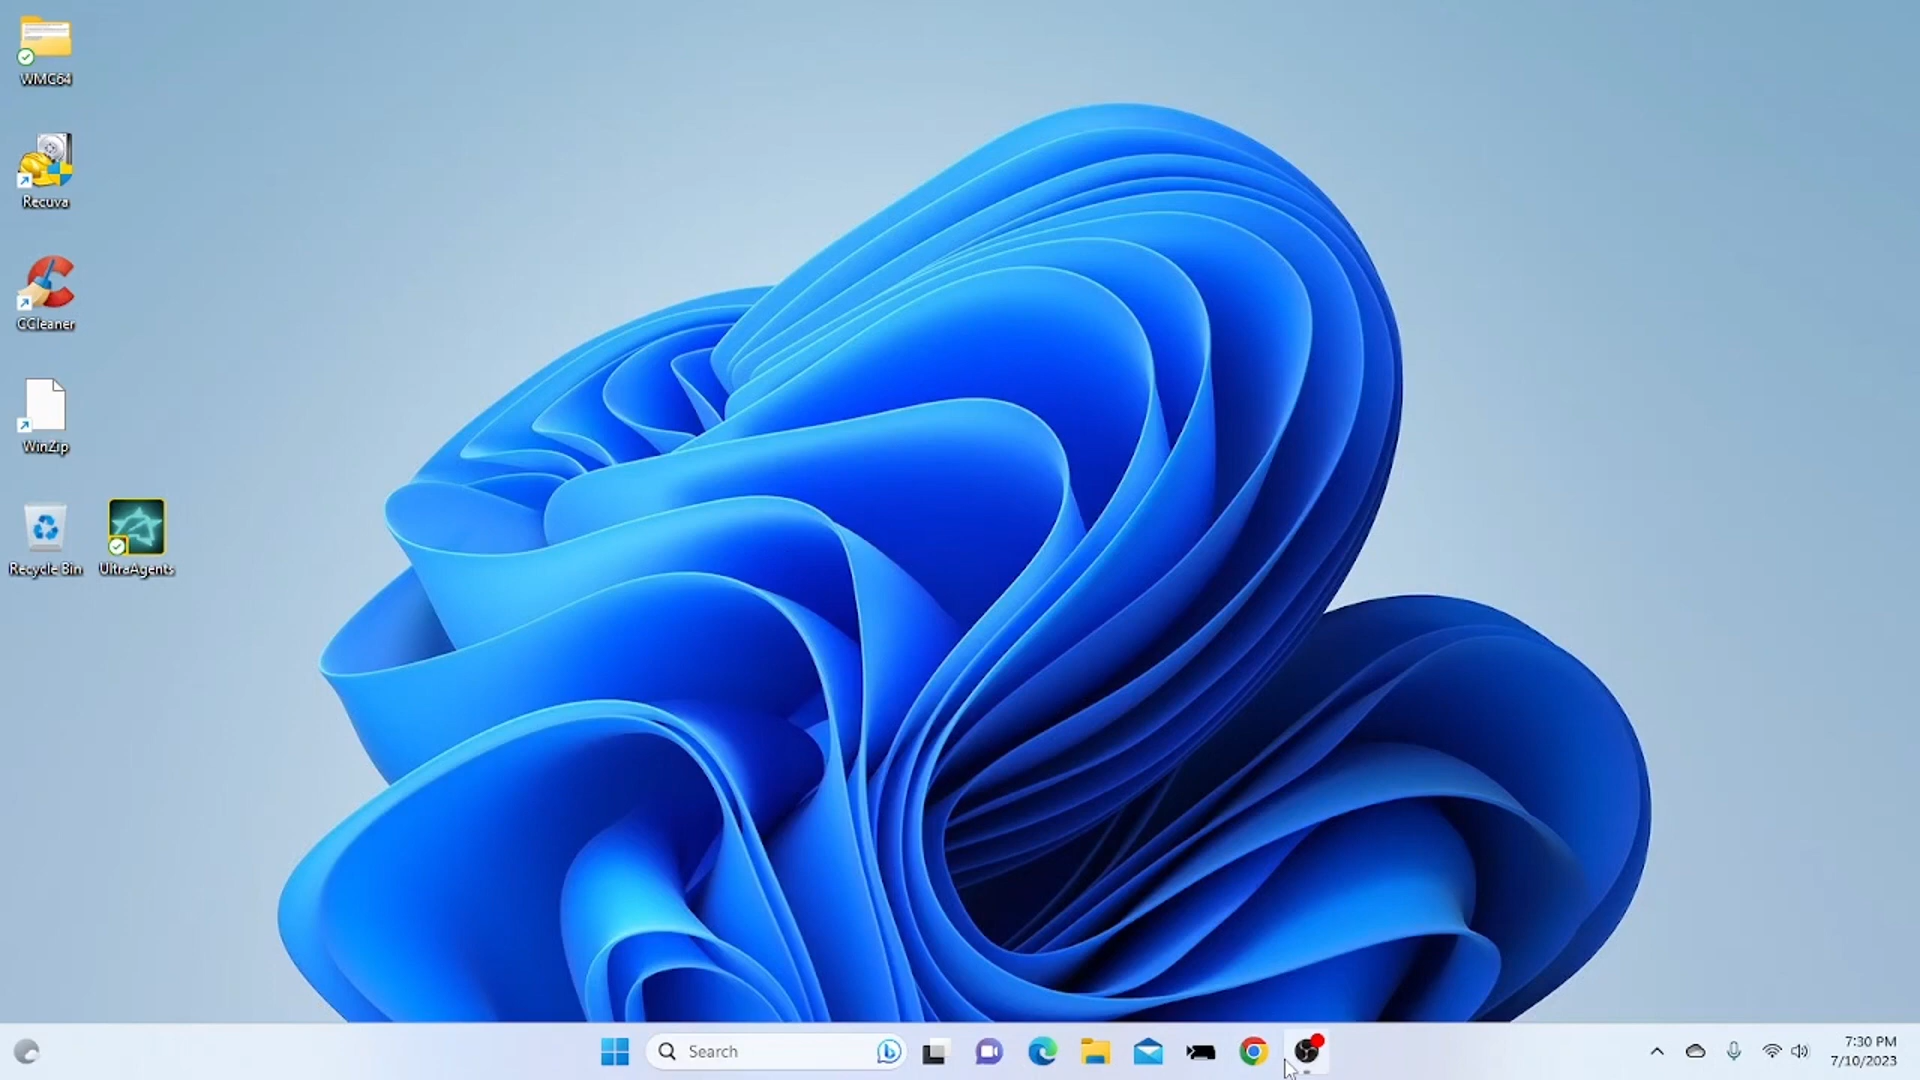 WMC64
Recuva
CCleaner
WinZip
Recycle Bin
UltraAgents
Search
7:30 PM
7/10/2023